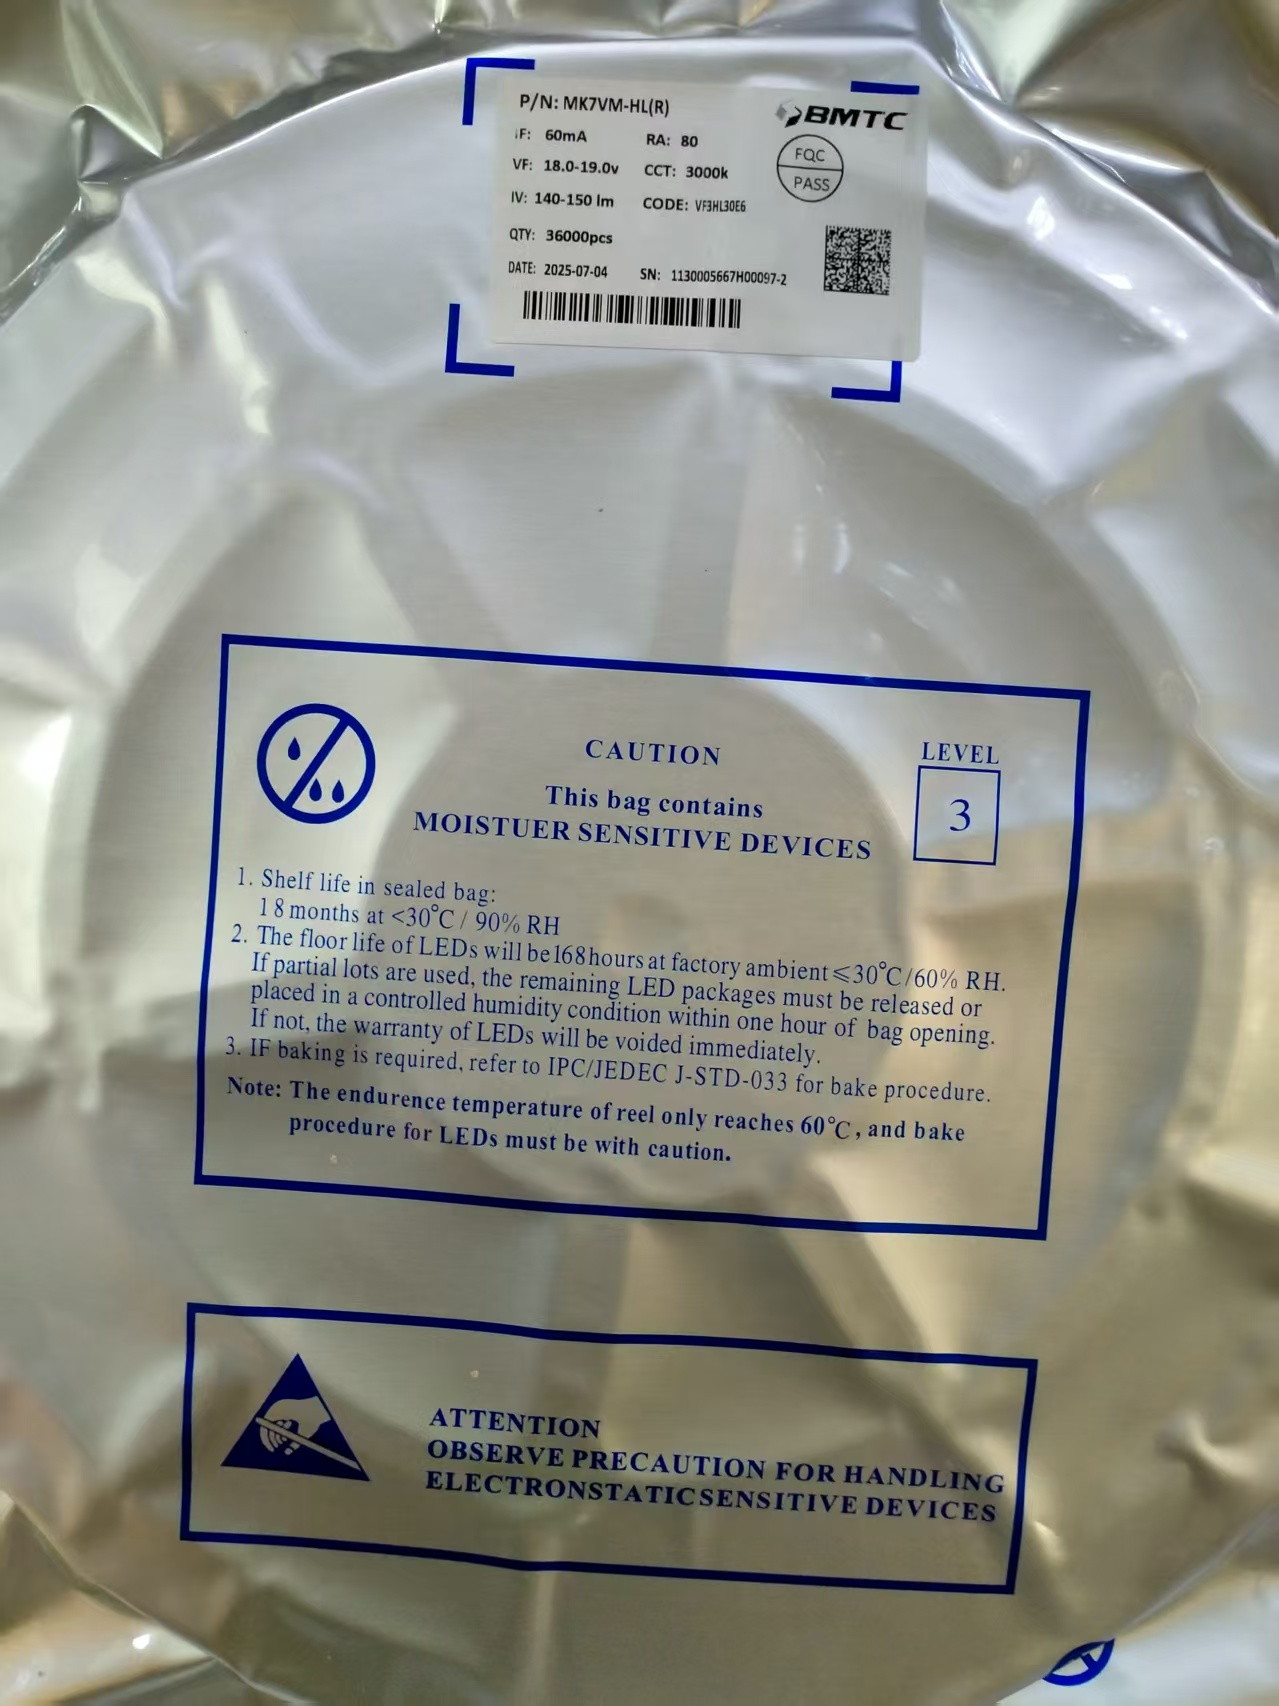 P/N: MK7VM-HL(R)
BMTC
IF: 60mA RA: 80
FQC
VF: 18.0-19.0v CCT: 3000k
PASS
IV: 140-150 lm CODE: VF3HL30E6
QTY: 36000pcs
DATE: 2025-07-04 SN: 1130005667H00097-2
CAUTION
LEVEL
3
This bag contains
MOISTUER SENSITIVE DEVICES
1. Shelf life in sealed bag:
18 months at <30°C / 90% RH
2. The floor life of LEDs will be 168 hours at factory ambient ⩽30°C/60% RH.
If partial lots are used, the remaining LED packages must be released or
placed in a controlled humidity condition within one hour of bag opening.
If not, the warranty of LEDs will be voided immediately.
3. IF baking is required, refer to IPC/JEDEC J-STD-033 for bake procedure.
Note: The endurence temperature of reel only reaches 60°C, and bake
procedure for LEDs must be with caution.
ATTENTION
OBSERVE PRECAUTION FOR HANDLING
ELECTRONSTATIC SENSITIVE DEVICES